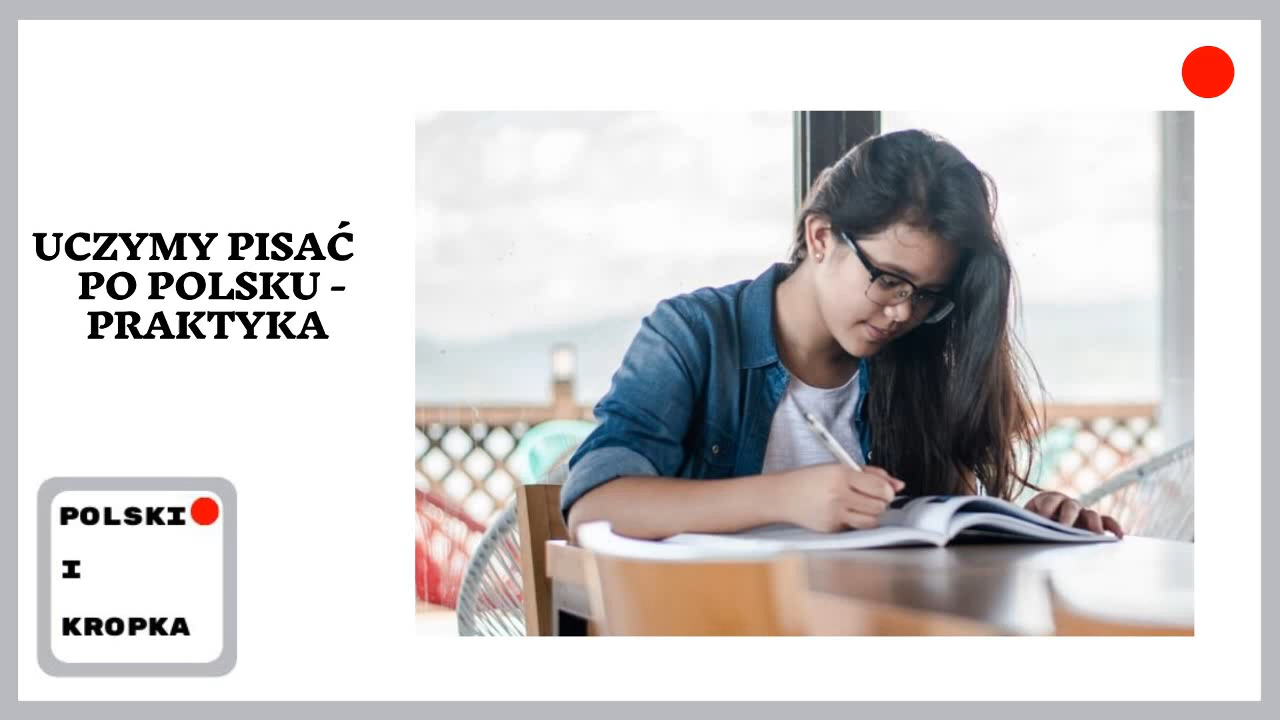 UCZYMY PISAĆ
PO POLSKU -
PRAKTYKA
POLSKI
I
KROPKA